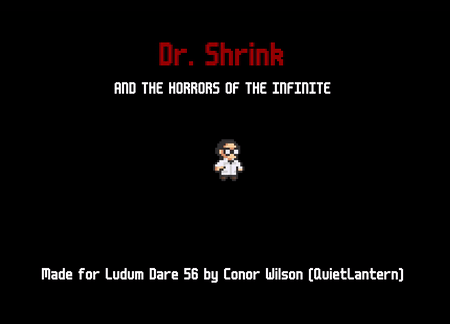 Dr. Shrink
AND THE HORRORS OF THE INFINITE
Made for Ludum Dare 56 by Conor Wilson (QuietLantern)